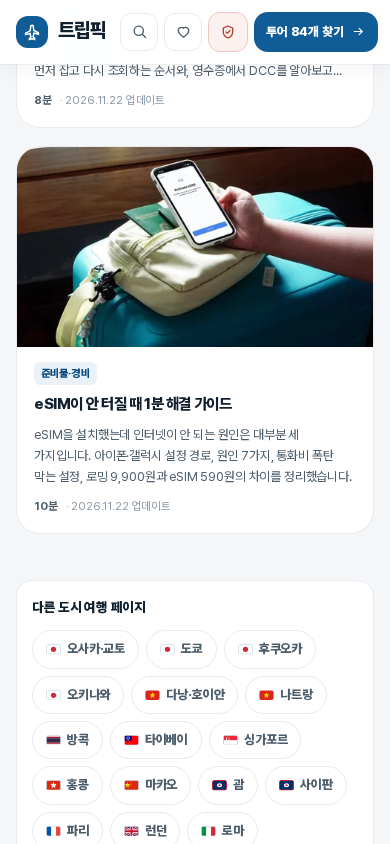 트립픽
투어 84개 찾기 →
먼저 잡고 다시 조회하는 순서와, 영수증에서 DCC를 알아보고...
8분 · 2026.11.22 업데이트
준비물·경비
eSIM이 안 터질 때 1분 해결 가이드
eSIM을 설치했는데 인터넷이 안 되는 원인은 대부분 세
가지입니다. 아이폰·갤럭시 설정 경로, 원인 7가지, 통화비 폭탄
막는 설정, 로밍 9,900원과 eSIM 590원의 차이를 정리했습니다.
10분 · 2026.11.22 업데이트
다른 도시 여행 페이지
오사카·교토 도쿄 후쿠오카
오키나와 다낭·호이안 나트랑
방콕 타이베이 싱가포르
홍콩 마카오 괌 사이판
파리 런던 로마